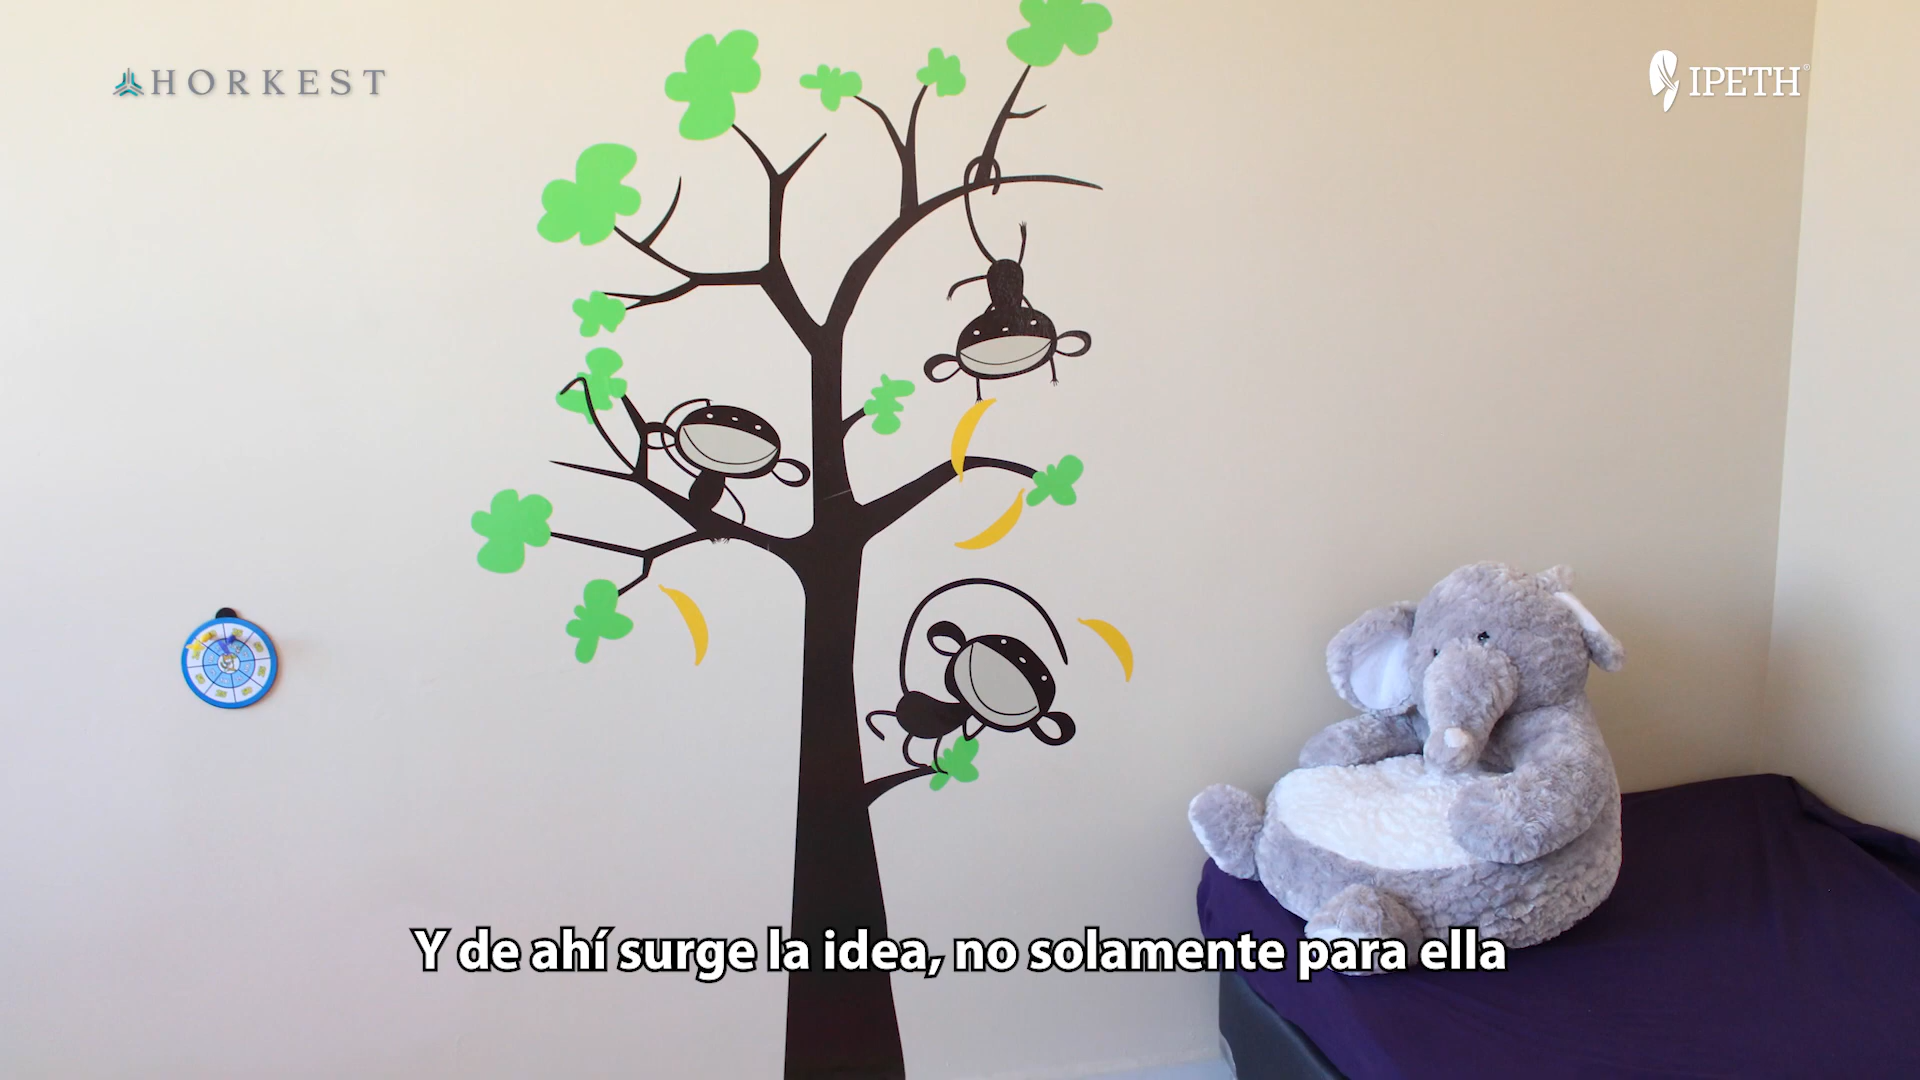 HORKEST
IPETH®
Y de ahí surge la idea, no solamente para ella